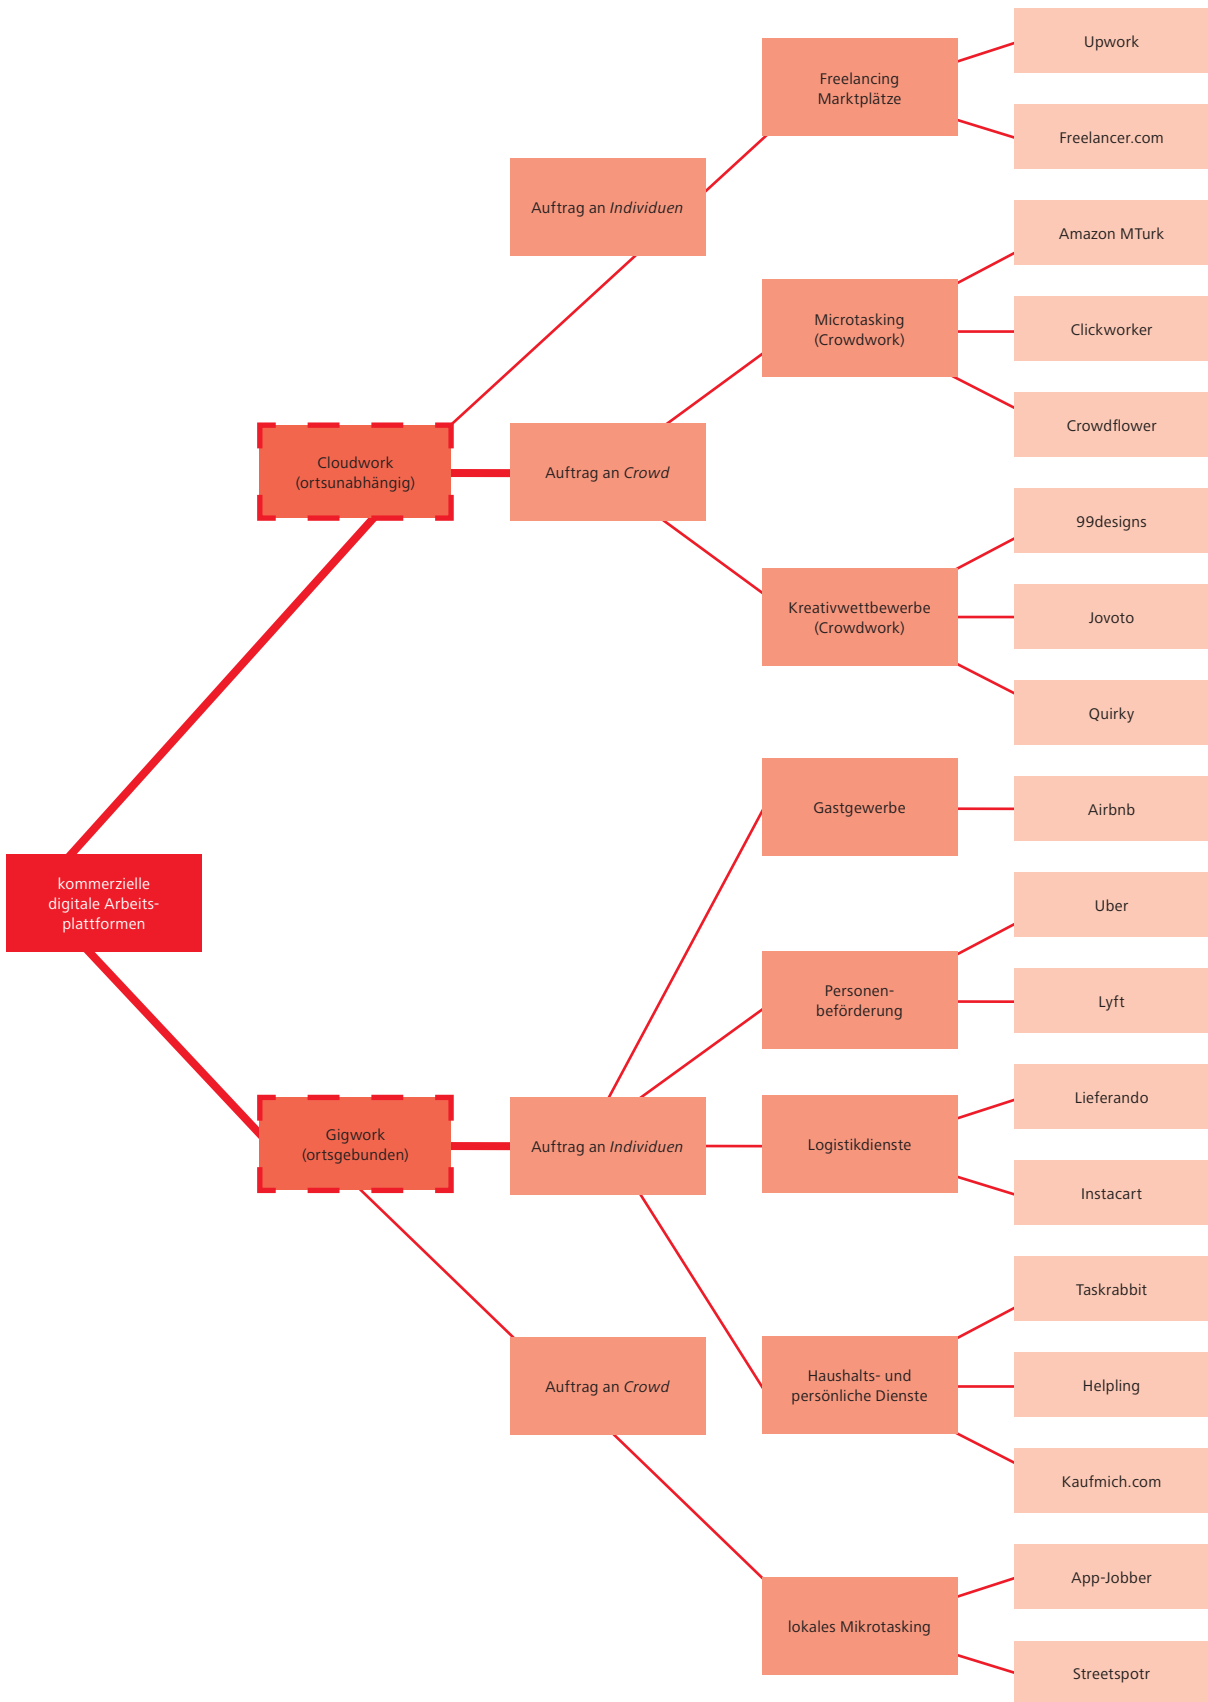 kommerzielle
digitale Arbeits-
plattformen
Cloudwork
(ortsunabhängig)
Auftrag an Individuen
Freelancing
Marktplätze
Upwork
Freelancer.com
Auftrag an Crowd
Microtasking
(Crowdwork)
Amazon MTurk
Clickworker
Crowdflower
Kreativwettbewerbe
(Crowdwork)
99designs
Jovoto
Quirky
Gigwork
(ortsgebunden)
Auftrag an Individuen
Gastgewerbe
Airbnb
Personen-
beförderung
Uber
Lyft
Logistikdienste
Lieferando
Instacart
Haushalts- und
persönliche Dienste
Taskrabbit
Helpling
Kaufmich.com
Auftrag an Crowd
lokales Mikrotasking
App-Jobber
Streetspotr